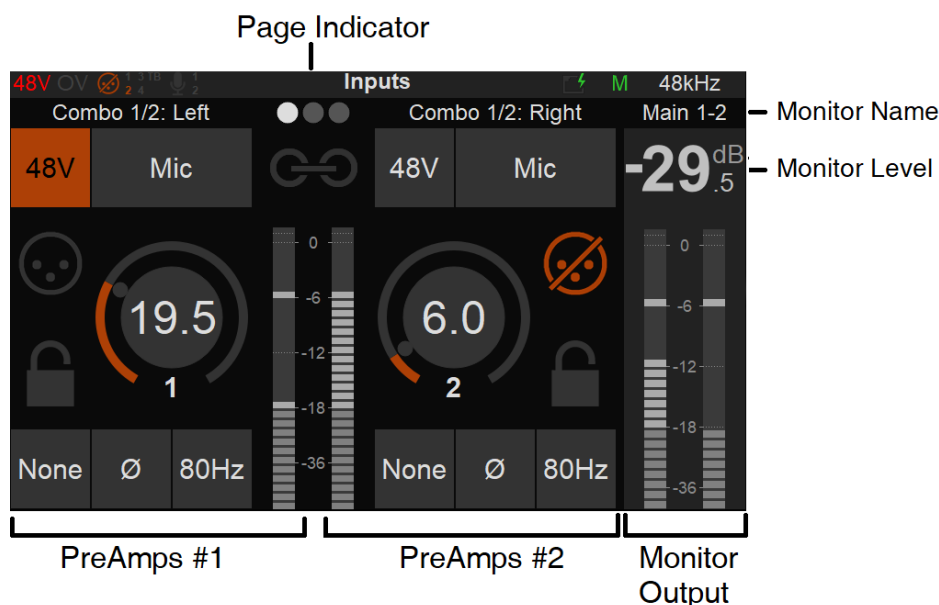 Page Indicator
48V OV 1 2 3 4 TB 1 2 Inputs M 48kHz
Combo 1/2: Left Combo 1/2: Right Main 1-2 Monitor Name
48V Mic 48V Mic -29 dB .5 Monitor Level
0 0
-6 -6
19.5 6.0
-12 -12
1 2
-18 -18
None Ø 80Hz -36 None Ø 80Hz -36
PreAmps #1 PreAmps #2 Monitor
Output